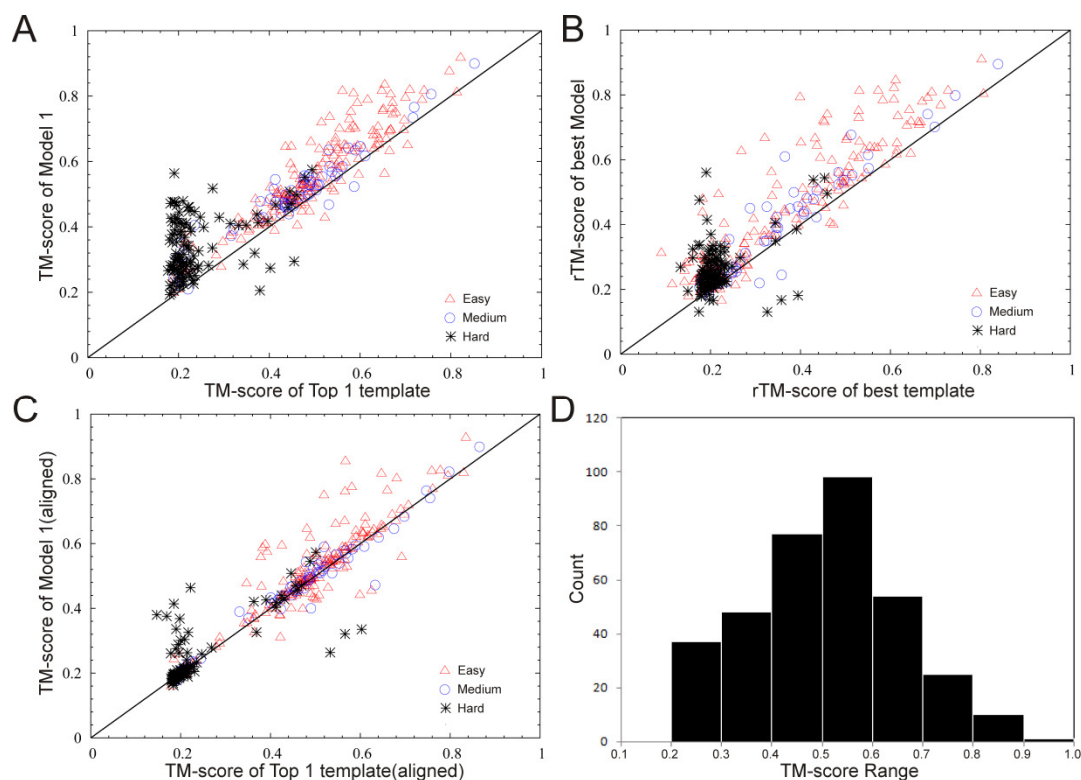 A
TM-score of Model 1
1
0.8
0.6
0.4
0.2
0
0 0.2 0.4 0.6 0.8 1
Easy
Medium
Hard
TM-score of Top 1 template
B
rTM-score of best Model
1
0.8
0.6
0.4
0.2
0
0 0.2 0.4 0.6 0.8 1
Easy
Medium
Hard
rTM-score of best template
C
TM-score of Model 1(aligned)
1
0.8
0.6
0.4
0.2
0
0 0.2 0.4 0.6 0.8 1
Easy
Medium
Hard
TM-score of Top 1 template(aligned)
D
Count
120
100
80
60
40
20
0
0.1 0.2 0.3 0.4 0.5 0.6 0.7 0.8 0.9 1.0
TM-score Range